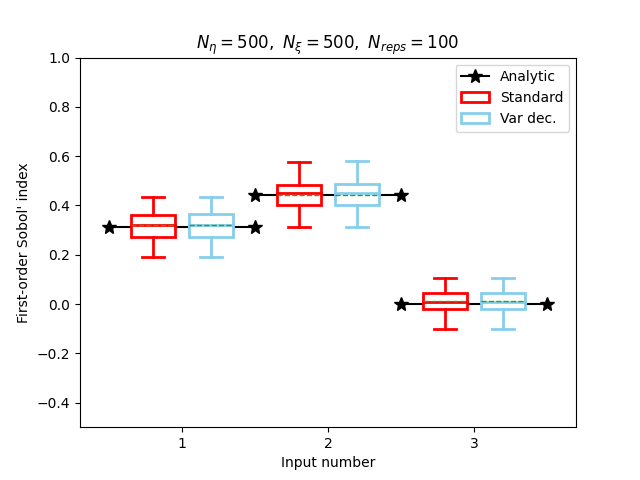 N_η = 500, N_ξ = 500, N_reps = 100
1.0
0.8
0.6
0.4
0.2
0.0
−0.2
−0.4
First-order Sobol' index
Analytic
Standard
Var dec.
1 2 3
Input number